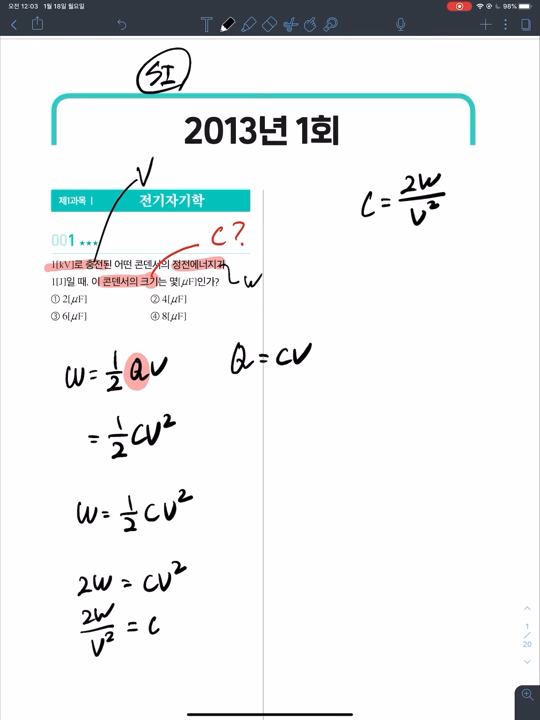 오전 12:03 1월 18일 월요일
98%
SI
2013년 1회
V
C = 2W/V²
제1과목 | 전기자기학
C?
001 ★★★
1[kV]로 충전된 어떤 콘덴서의 정전에너지가
1[J]일 때, 이 콘덴서의 크기는 몇[μF]인가?
W
① 2[μF] ② 4[μF]
③ 6[μF] ④ 8[μF]
W = 1/2 QV
Q = CV
= 1/2 CV²
W = 1/2 CV²
2W = CV²
2W/V² = C
1
/
20